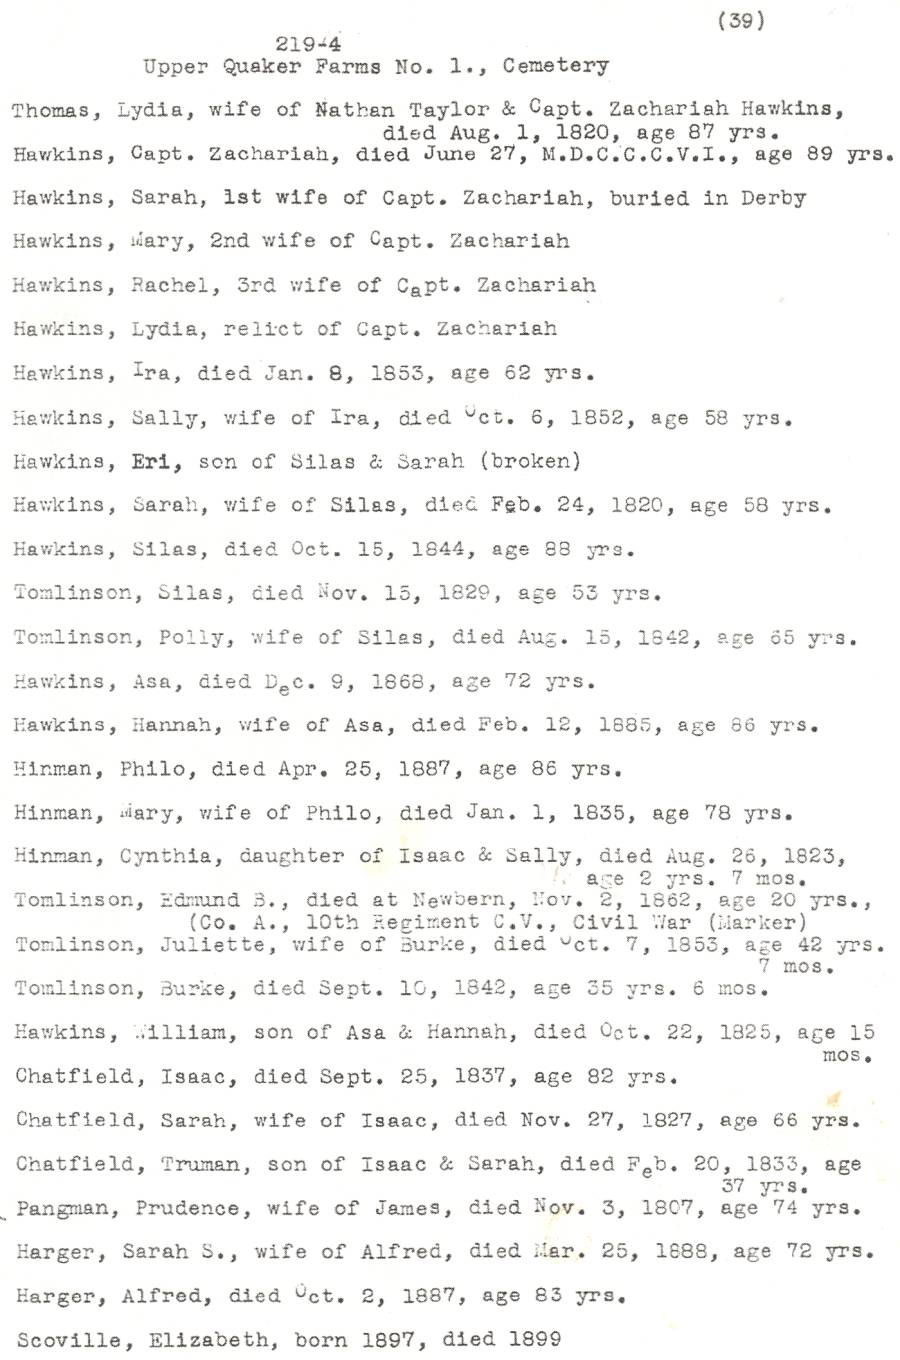 (39)
219-4
Upper Quaker Farms No. 1., Cemetery
Thomas, Lydia, wife of Nathan Taylor & Capt. Zachariah Hawkins,
died Aug. 1, 1820, age 87 yrs.
Hawkins, Capt. Zachariah, died June 27, M.D.C.C.C.V.I., age 89 yrs.
Hawkins, Sarah, 1st wife of Capt. Zachariah, buried in Derby
Hawkins, Mary, 2nd wife of Capt. Zachariah
Hawkins, Rachel, 3rd wife of Capt. Zachariah
Hawkins, Lydia, relict of Capt. Zachariah
Hawkins, Ira, died Jan. 8, 1853, age 62 yrs.
Hawkins, Sally, wife of Ira, died Oct. 6, 1852, age 58 yrs.
Hawkins, Eri, son of Silas & Sarah (broken)
Hawkins, Sarah, wife of Silas, died Feb. 24, 1820, age 58 yrs.
Hawkins, Silas, died Oct. 15, 1844, age 88 yrs.
Tomlinson, Silas, died Nov. 15, 1829, age 53 yrs.
Tomlinson, Polly, wife of Silas, died Aug. 15, 1842, age 65 yrs.
Hawkins, Asa, died Dec. 9, 1868, age 72 yrs.
Hawkins, Hannah, wife of Asa, died Feb. 12, 1885, age 86 yrs.
Hinman, Philo, died Apr. 25, 1887, age 86 yrs.
Hinman, Mary, wife of Philo, died Jan. 1, 1835, age 78 yrs.
Hinman, Cynthia, daughter of Isaac & Sally, died Aug. 26, 1823,
age 2 yrs. 7 mos.
Tomlinson, Edmund B., died at Newbern, Nov. 2, 1862, age 20 yrs.,
(Co. A., 10th Regiment C.V., Civil War (Marker)
Tomlinson, Juliette, wife of Burke, died Oct. 7, 1853, age 42 yrs.
7 mos.
Tomlinson, Burke, died Sept. 10, 1842, age 35 yrs. 6 mos.
Hawkins, William, son of Asa & Hannah, died Oct. 22, 1825, age 15
mos.
Chatfield, Isaac, died Sept. 25, 1837, age 82 yrs.
Chatfield, Sarah, wife of Isaac, died Nov. 27, 1827, age 66 yrs.
Chatfield, Truman, son of Isaac & Sarah, died Feb. 20, 1833, age
37 yrs.
Pangman, Prudence, wife of James, died Nov. 3, 1807, age 74 yrs.
Harger, Sarah S., wife of Alfred, died Mar. 25, 1888, age 72 yrs.
Harger, Alfred, died Oct. 2, 1887, age 83 yrs.
Scoville, Elizabeth, born 1897, died 1899